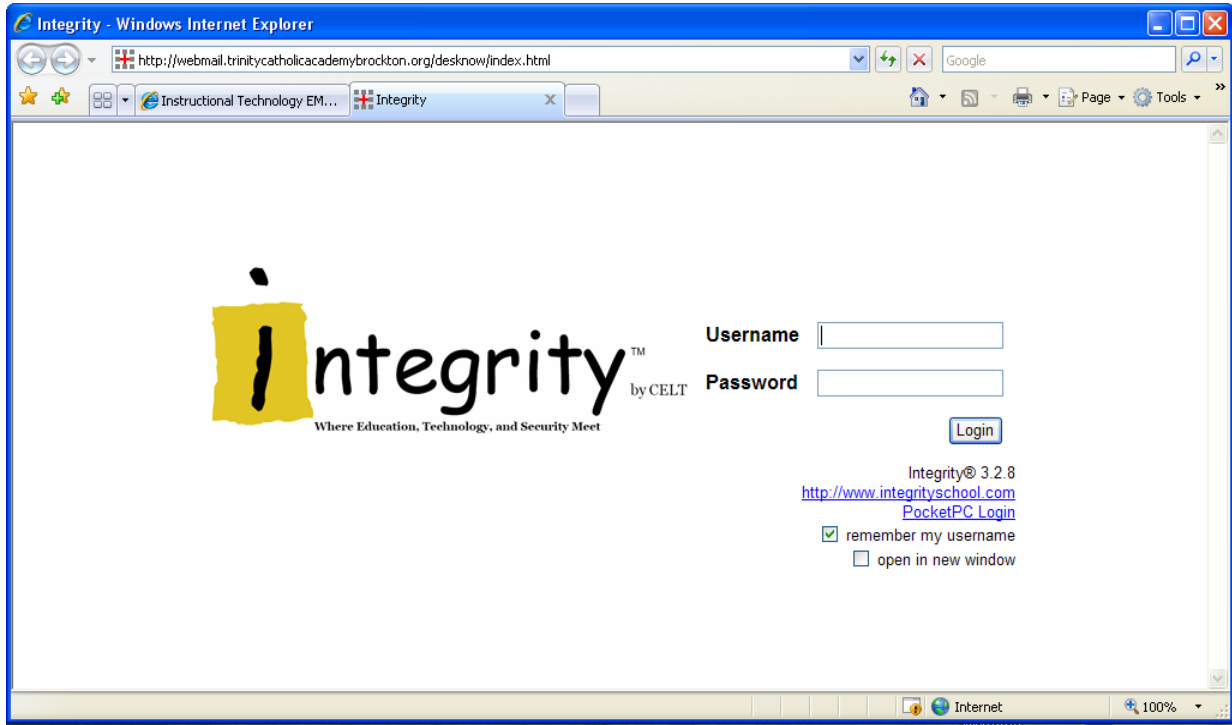 Integrity - Windows Internet Explorer
http://webmail.trinitycatholicacademybrockton.org/desknow/index.html
Google
Instructional Technology EM...
Integrity
Page
Tools
integrity™
by CELT
Where Education, Technology, and Security Meet
Username
Password
Login
Integrity® 3.2.8
http://www.integrityschool.com
PocketPC Login
remember my username
open in new window
Internet
100%